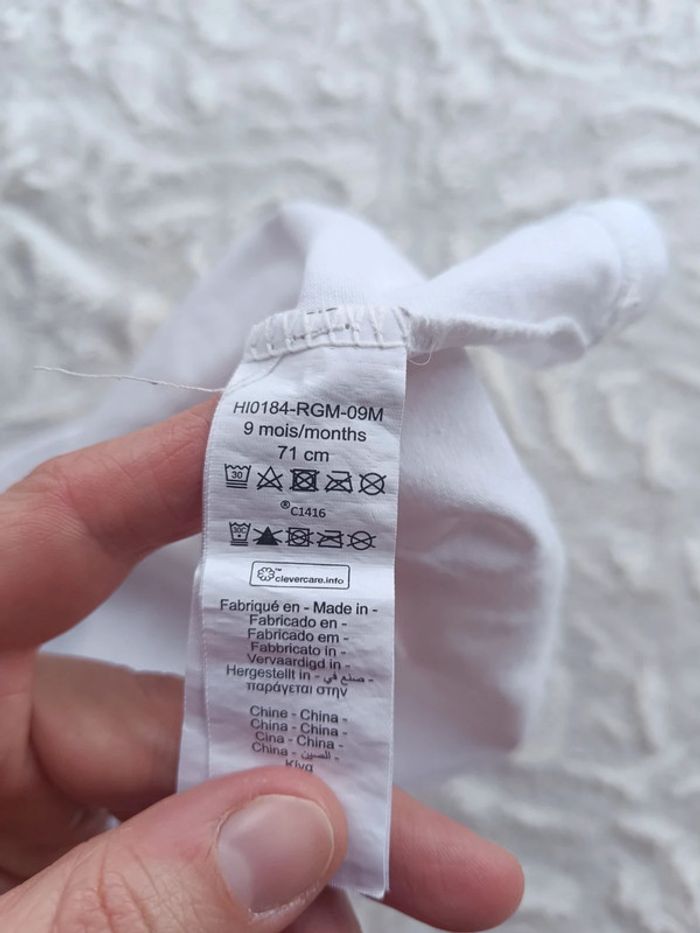 HI0184-RGM-09M
9 mois/months
71 cm
30
®C1416
30C
™
clevercare.info
Fabriqué en - Made in -
Fabricado en -
Fabricado em -
Fabbricato in -
Vervaardigd in -
Hergestellt in - صنع في -
παράγεται στην
Chine - China -
China - China -
Cina - China -
China - الصين -
Κίνα